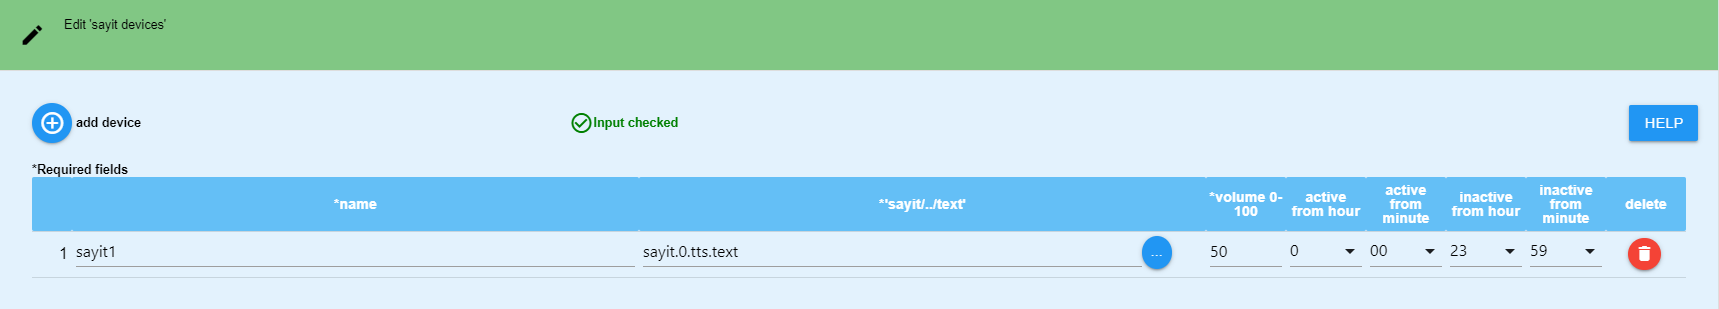 Edit 'sayit devices'
add device
Input checked
HELP
*Required fields
*name
*'sayit/../text'
*volume 0-
100
active
from hour
active
from
minute
inactive
from hour
inactive
from
minute
delete
1 sayit1 sayit.0.tts.text ... 50 0 00 23 59